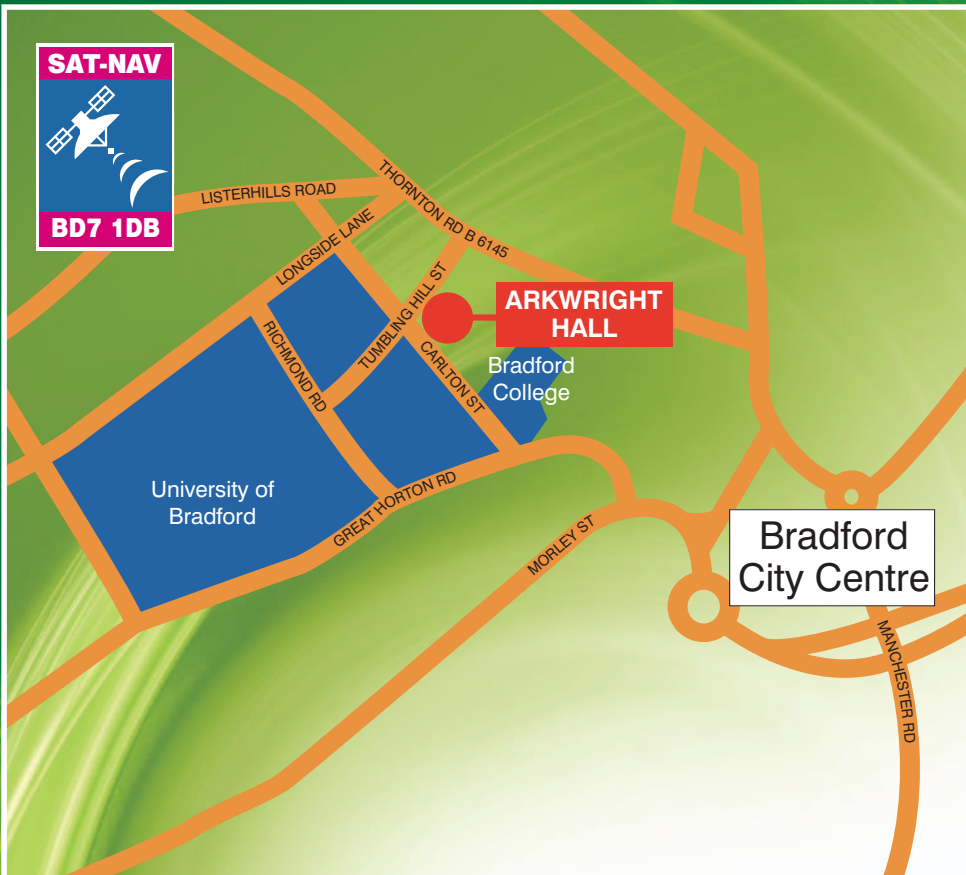 SAT-NAV
BD7 1DB
LISTERHILLS ROAD
THORNTON RD B 6145
LONGSIDE LANE
TUMBLING HILL ST
RICHMOND RD
CARLTON ST
ARKWRIGHT
HALL
Bradford
College
University of
Bradford
GREAT HORTON RD
MORLEY ST
Bradford
City Centre
MANCHESTER RD